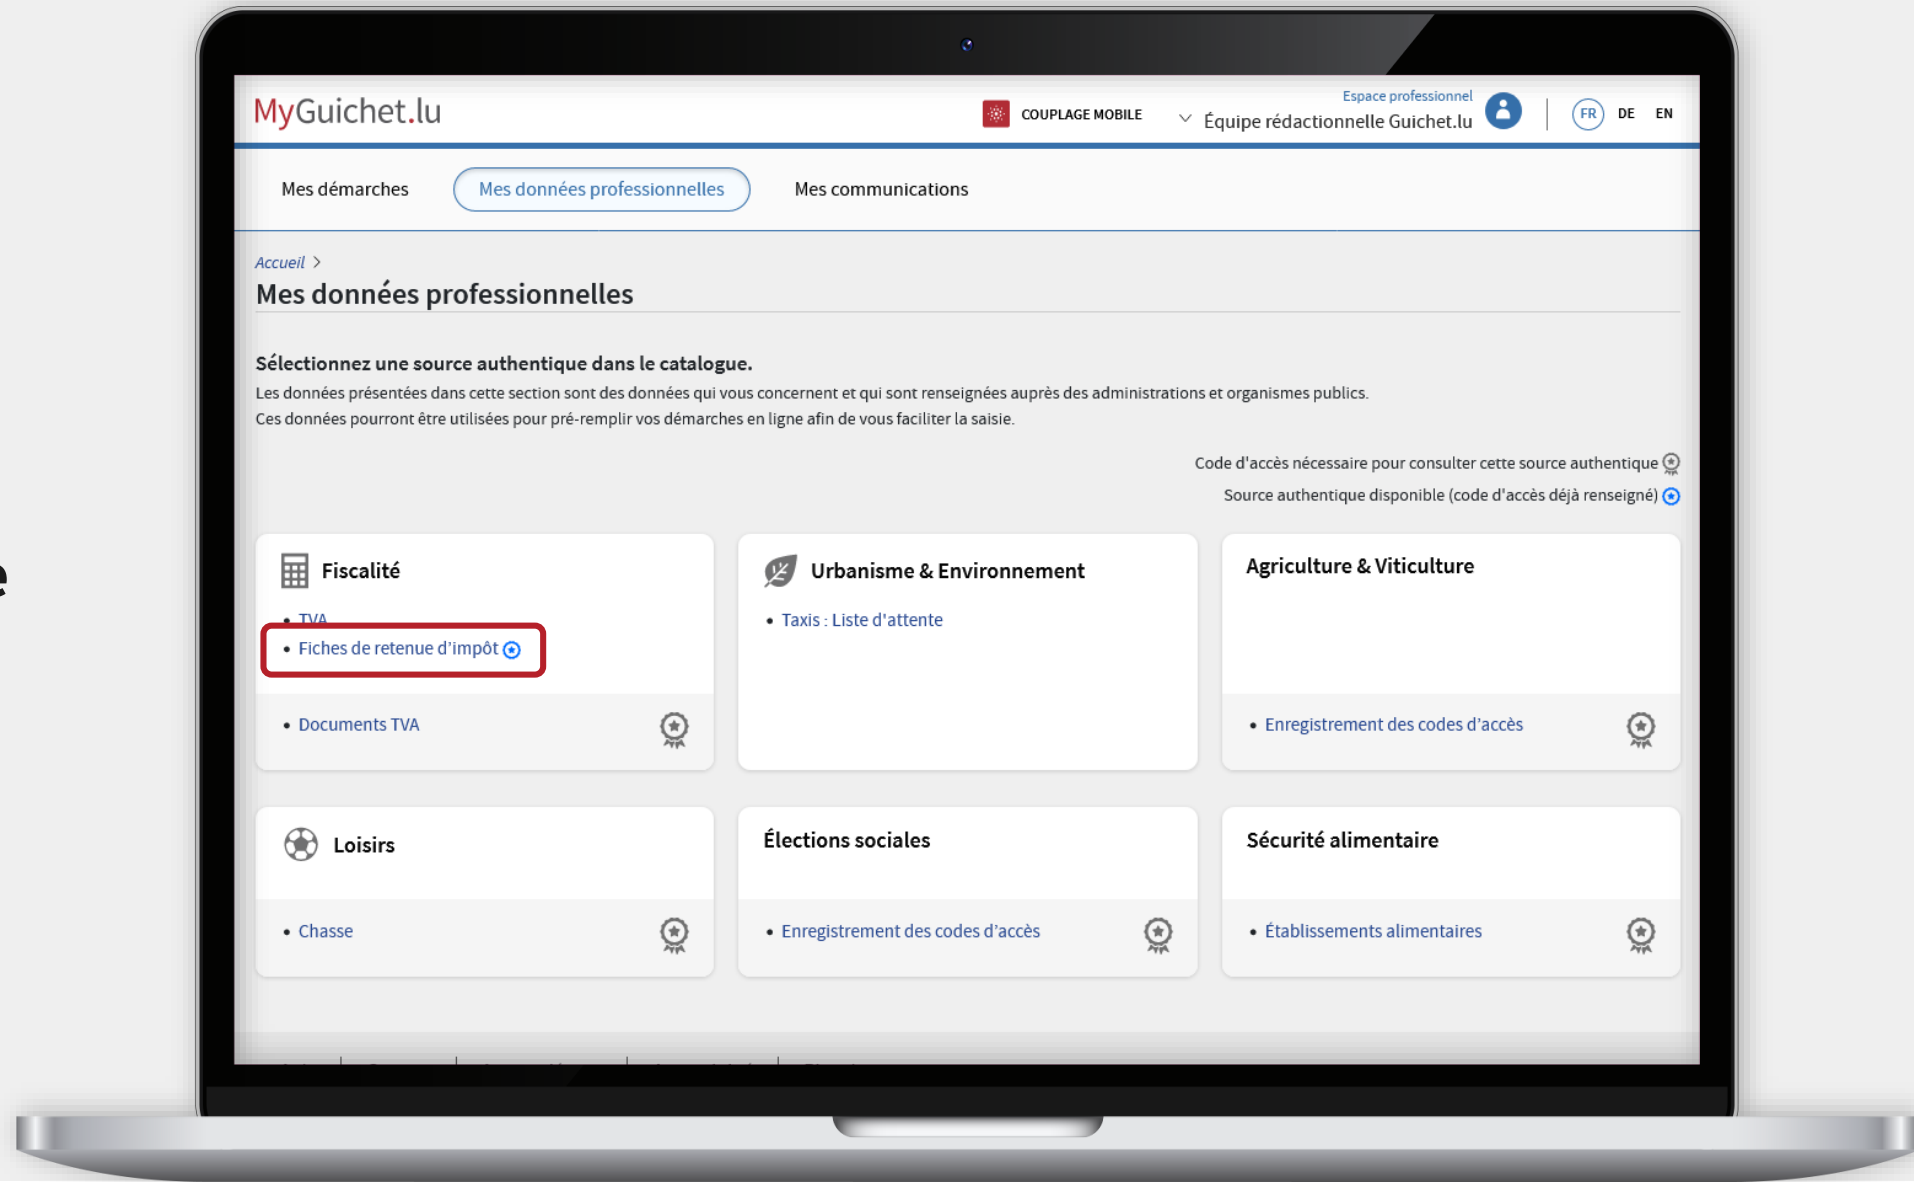 MyGuichet.lu
COUPLAGE MOBILE
Espace professionnel
Équipe rédactionnelle Guichet.lu
FR DE EN
Mes démarches Mes données professionnelles Mes communications
Accueil >
Mes données professionnelles
Sélectionnez une source authentique dans le catalogue.
Les données présentées dans cette section sont des données qui vous concernent et qui sont renseignées auprès des administrations et organismes publics.
Ces données pourront être utilisées pour pré-remplir vos démarches en ligne afin de vous faciliter la saisie.
Code d'accès nécessaire pour consulter cette source authentique
Source authentique disponible (code d'accès déjà renseigné)
Fiscalité
• TVA
• Fiches de retenue d’impôt
• Documents TVA
Urbanisme & Environnement
• Taxis : Liste d'attente
Agriculture & Viticulture
• Enregistrement des codes d’accès
Loisirs
• Chasse
Élections sociales
• Enregistrement des codes d’accès
Sécurité alimentaire
• Établissements alimentaires